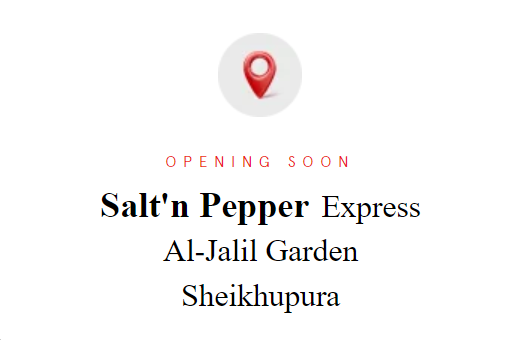 OPENING SOON
Salt'n Pepper Express
Al-Jalil Garden
Sheikhupura